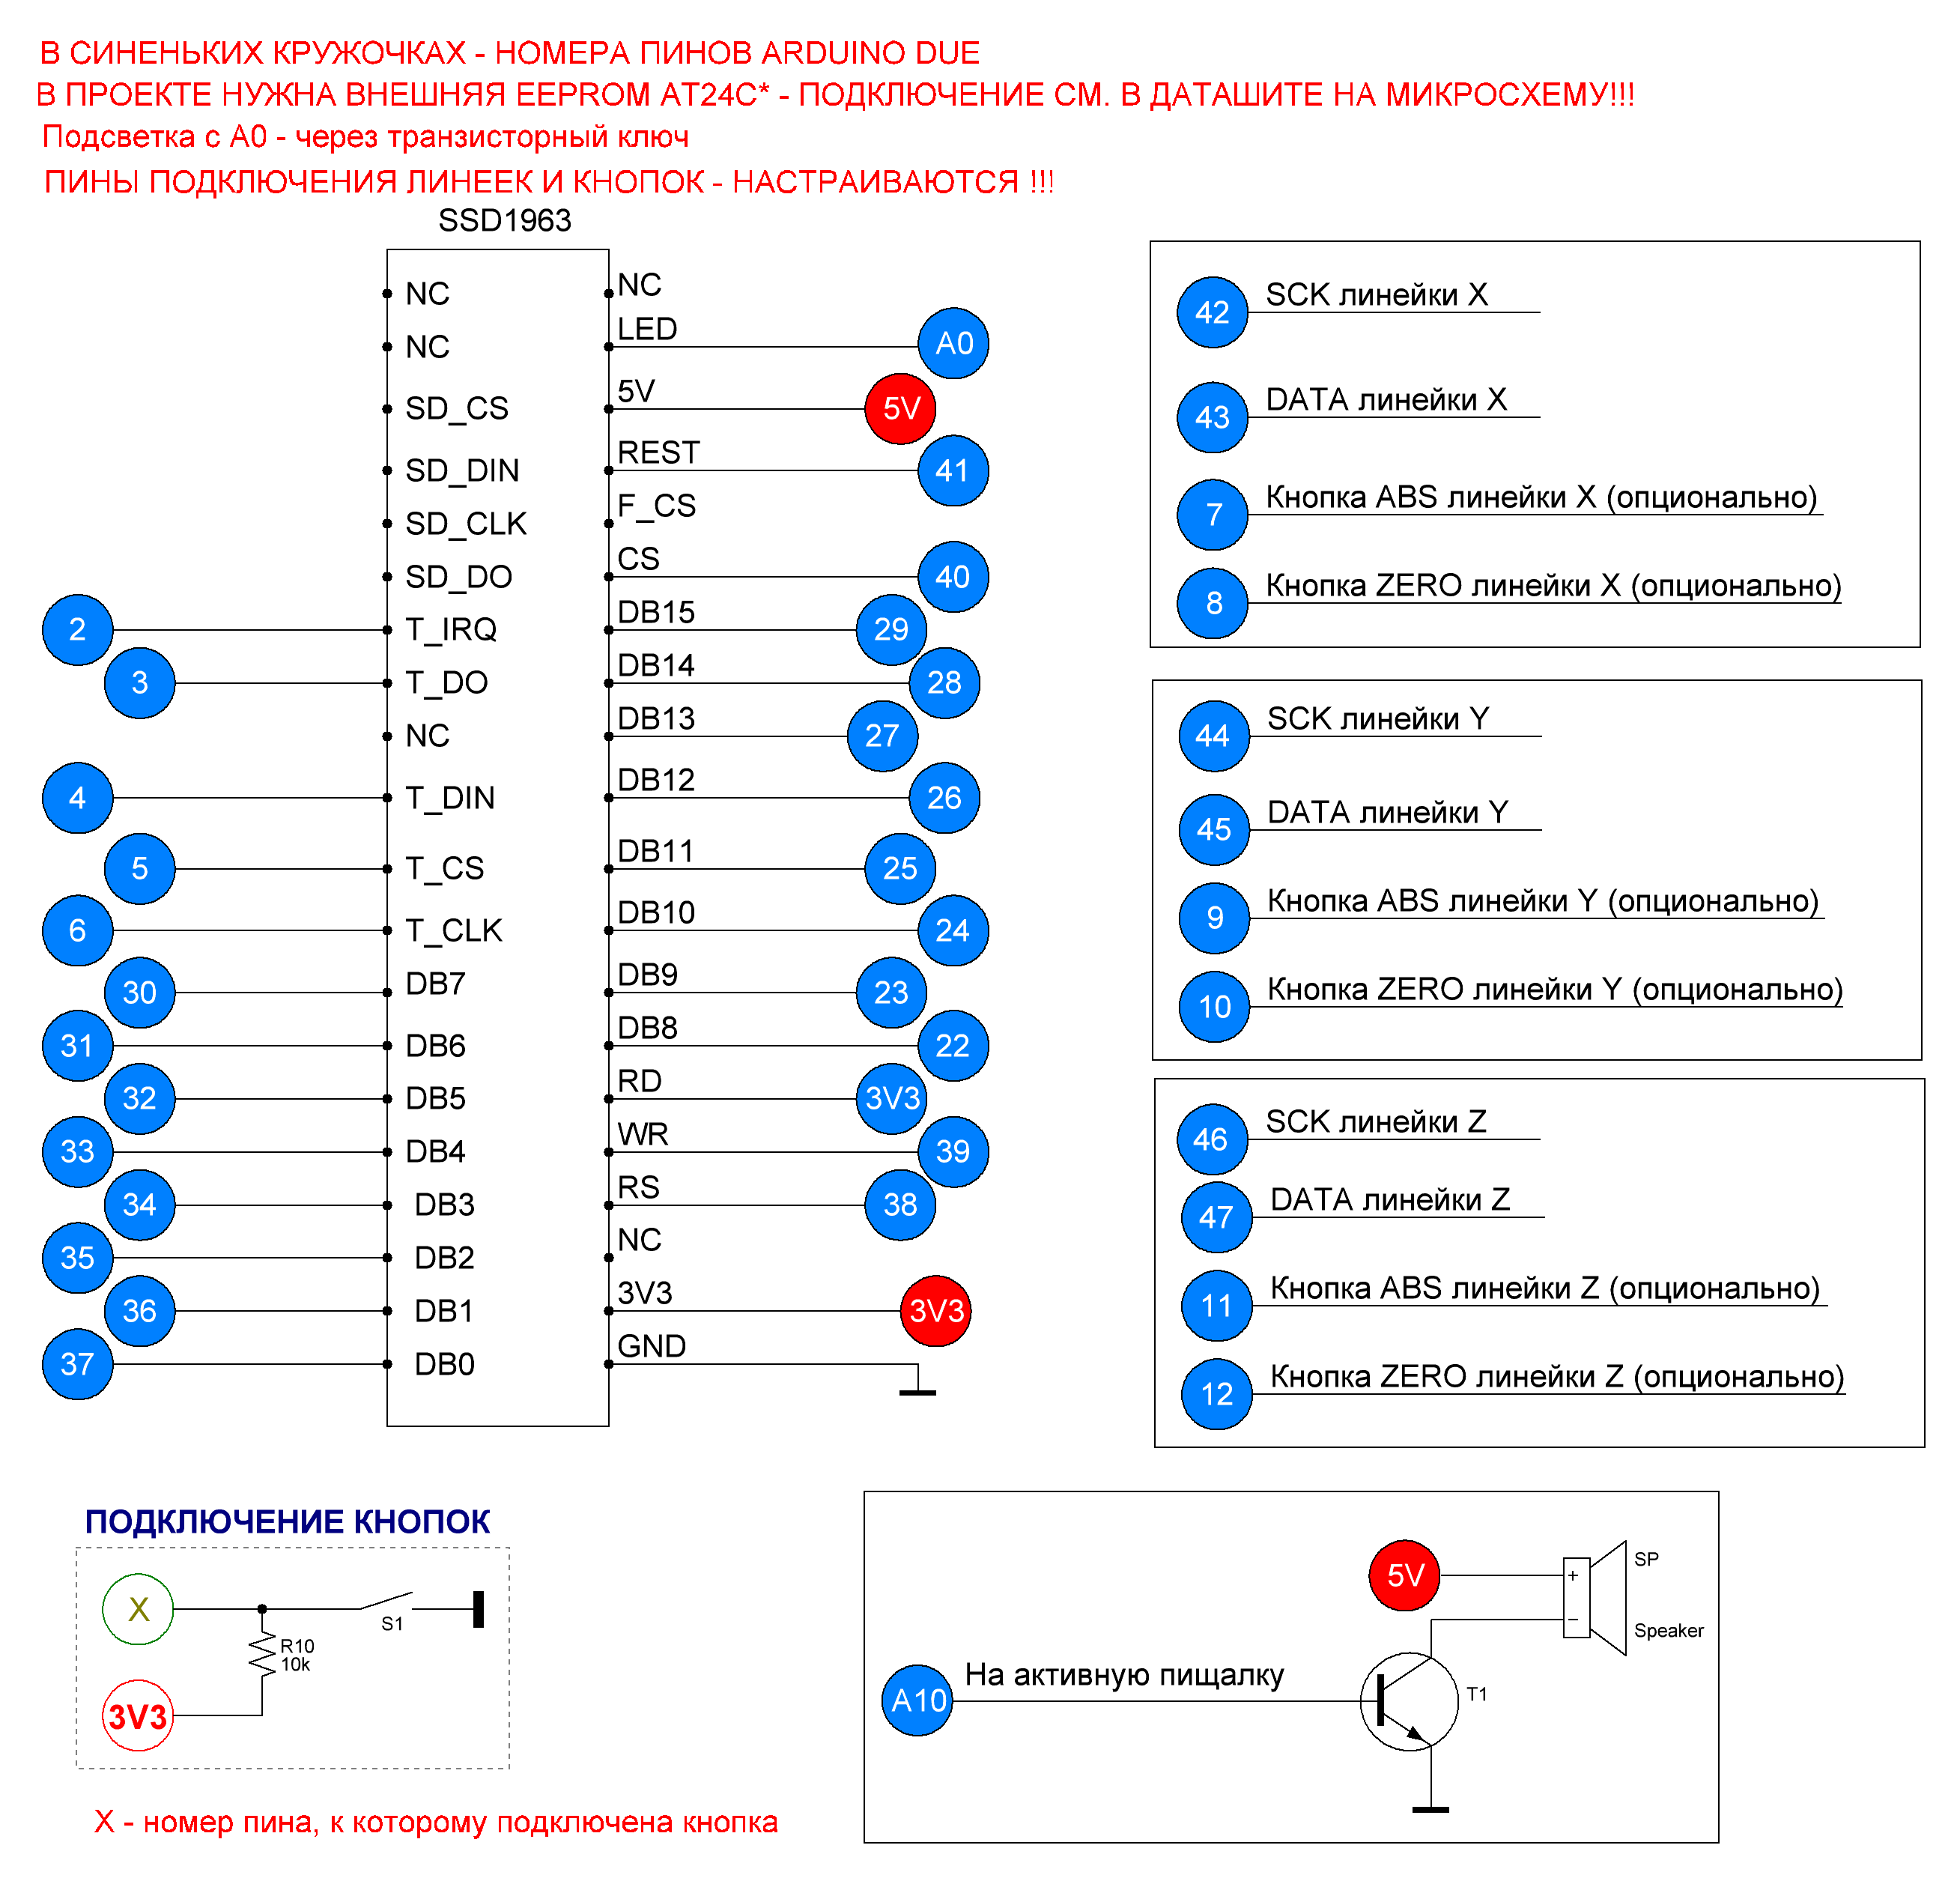 В СИНЕНЬКИХ КРУЖОЧКАХ - НОМЕРА ПИНОВ ARDUINO DUE
В ПРОЕКТЕ НУЖНА ВНЕШНЯЯ EEPROM AT24C* - ПОДКЛЮЧЕНИЕ СМ. В ДАТАШИТЕ НА МИКРОСХЕМУ!!!
Подсветка с A0 - через транзисторный ключ
ПИНЫ ПОДКЛЮЧЕНИЯ ЛИНЕЕК И КНОПОК - НАСТРАИВАЮТСЯ !!!
SSD1963
NC
NC
SD_CS
SD_DIN
SD_CLK
SD_DO
2 T_IRQ
3 T_DO
NC
4 T_DIN
5 T_CS
6 T_CLK
30 DB7
31 DB6
32 DB5
33 DB4
34 DB3
35 DB2
36 DB1
37 DB0
NC
LED A0
5V 5V
REST 41
F_CS
CS 40
DB15 29
DB14 28
DB13 27
DB12 26
DB11 25
DB10 24
DB9 23
DB8 22
RD 3V3
WR 39
RS 38
NC
3V3 3V3
GND
42 SCK линейки X
43 DATA линейки X
7 Кнопка ABS линейки X (опционально)
8 Кнопка ZERO линейки X (опционально)
44 SCK линейки Y
45 DATA линейки Y
9 Кнопка ABS линейки Y (опционально)
10 Кнопка ZERO линейки Y (опционально)
46 SCK линейки Z
47 DATA линейки Z
11 Кнопка ABS линейки Z (опционально)
12 Кнопка ZERO линейки Z (опционально)
ПОДКЛЮЧЕНИЕ КНОПОК
X
S1
R10
10k
3V3
X - номер пина, к которому подключена кнопка
5V
+
−
SP
Speaker
A10 На активную пищалку
T1